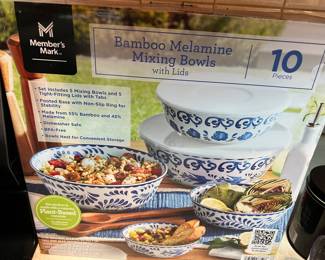 Member's
Mark
Bamboo Melamine
Mixing Bowls
with Lids
10
Pieces
• Set Includes 5 Mixing Bowls and 5
Tight-Fitting Lids with Tabs
• Footed Base with Non-Slip Ring for
Stability
• Made from 55% Bamboo and 45%
Melamine
• Dishwasher Safe
• BPA-Free
• Bowls Nest for Convenient Storage
Plant-Based